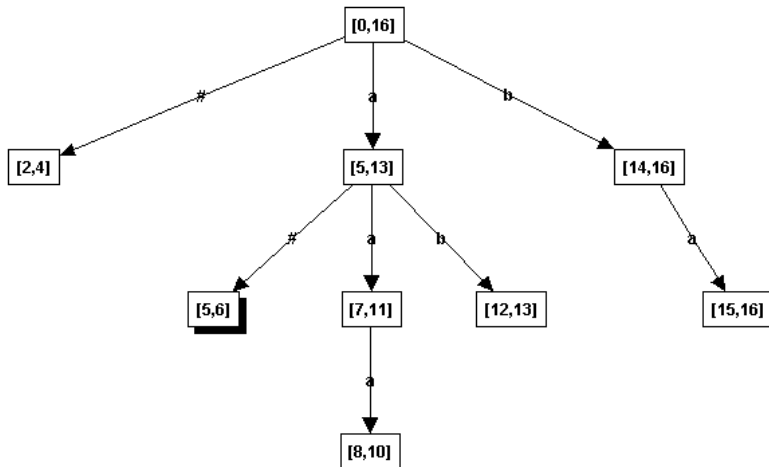 [0,16]
# a b
[2,4] [5,13] [14,16]
# a b a
[5,6] [7,11] [12,13] [15,16]
a
[8,10]